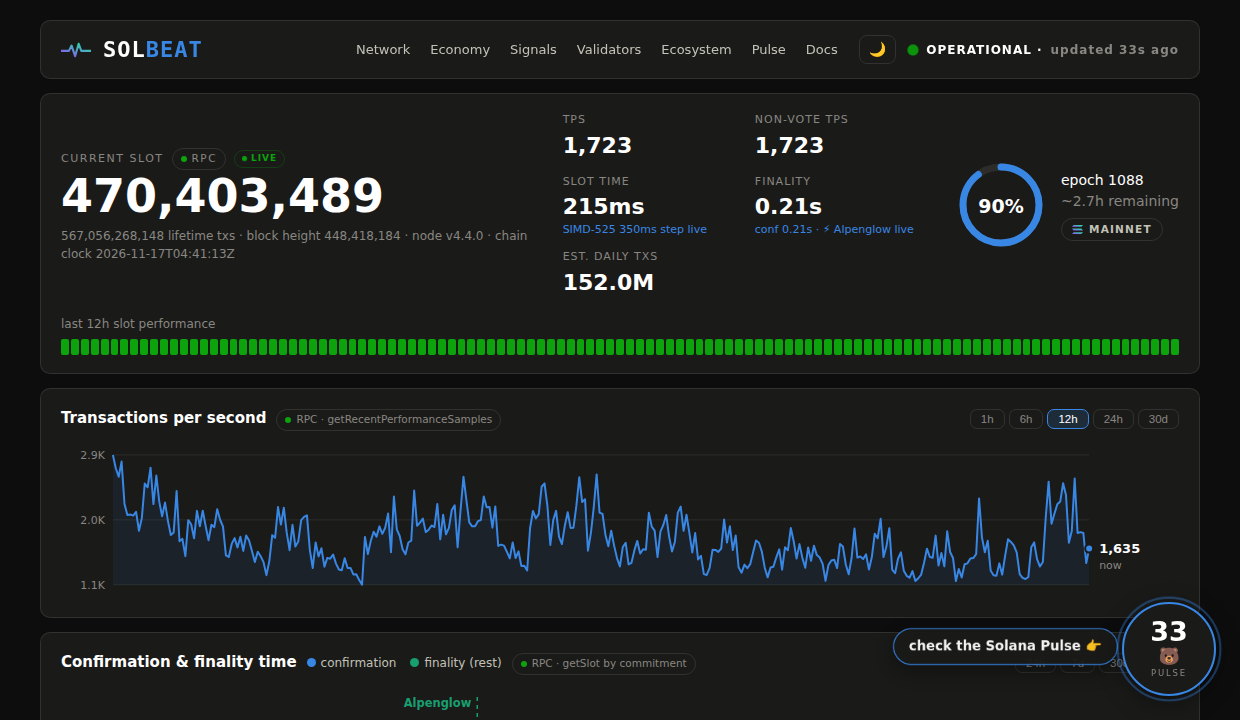 SOLBEAT
Network Economy Signals Validators Ecosystem Pulse Docs
OPERATIONAL · updated 33s ago
CURRENT SLOT RPC LIVE
470,403,489
567,056,268,148 lifetime txs · block height 448,418,184 · node v4.4.0 · chain
clock 2026-11-17T04:41:13Z
TPS
1,723
NON-VOTE TPS
1,723
SLOT TIME
215ms
SIMD-525 350ms step live
FINALITY
0.21s
conf 0.21s · ⚡ Alpenglow live
EST. DAILY TXS
152.0M
90%
epoch 1088
~2.7h remaining
MAINNET
last 12h slot performance
Transactions per second RPC · getRecentPerformanceSamples
1h 6h 12h 24h 30d
2.9K
2.0K
1.1K
1,635
now
Confirmation & finality time confirmation finality (rest) RPC · getSlot by commitment
Alpenglow
check the Solana Pulse 👉
33
PULSE